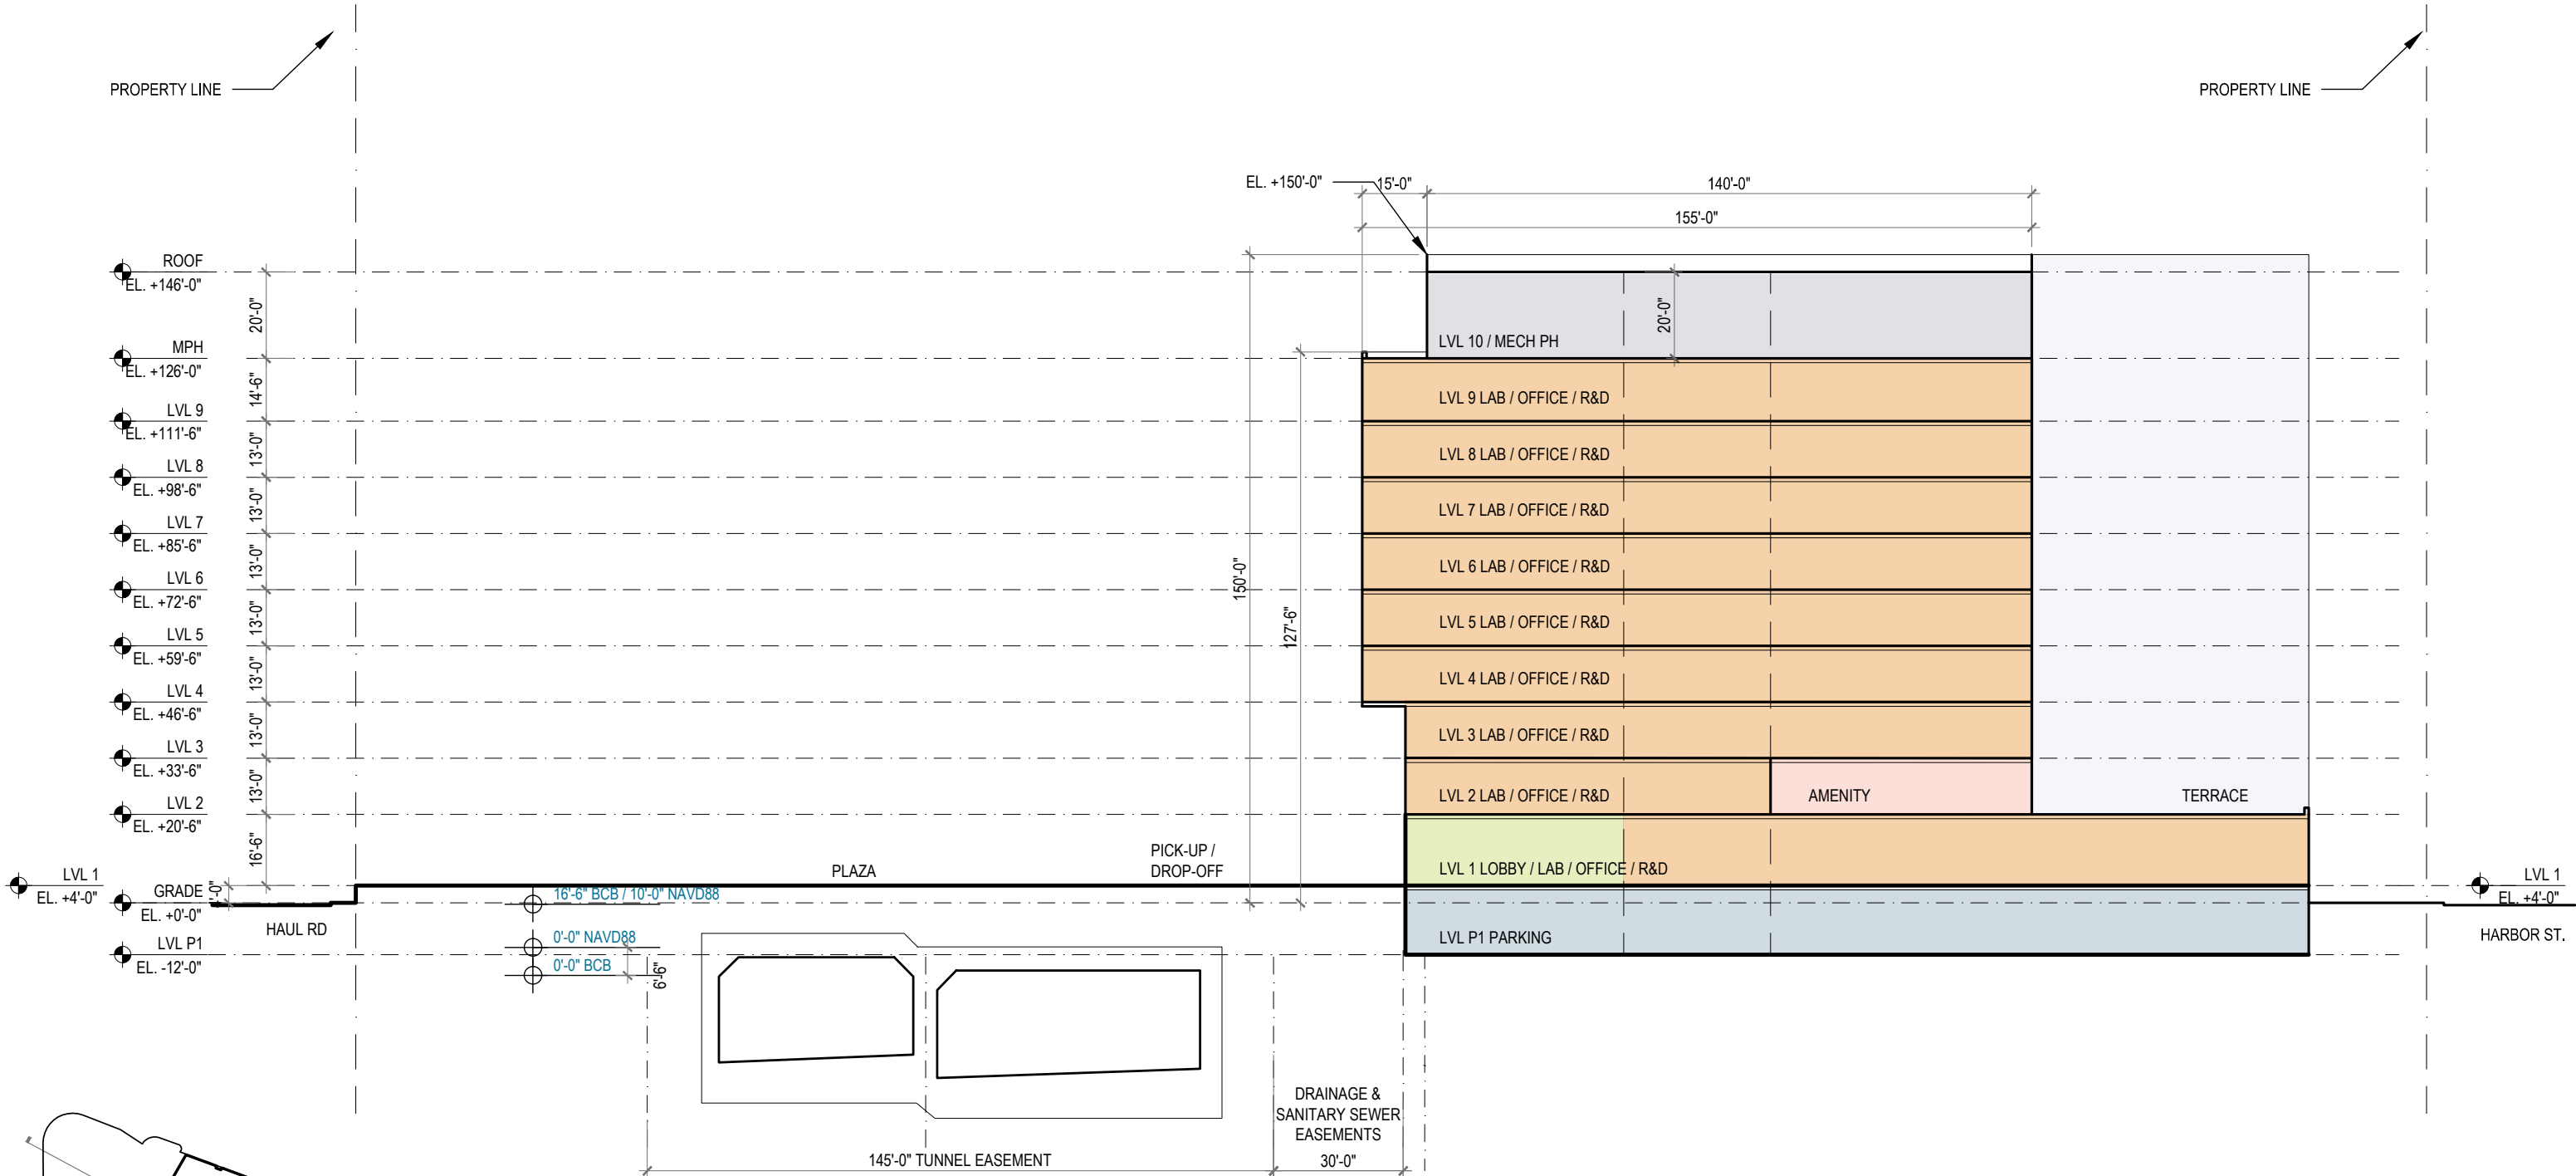 PROPERTY LINE
PROPERTY LINE
EL. +150'-0"
15'-0"
140'-0"
155'-0"
ROOF
EL. +146'-0"
20'-0"
MPH
EL. +126'-0"
14'-6"
LVL 9
EL. +111'-6"
13'-0"
LVL 8
EL. +98'-6"
13'-0"
LVL 7
EL. +85'-6"
13'-0"
LVL 6
EL. +72'-6"
13'-0"
LVL 5
EL. +59'-6"
13'-0"
LVL 4
EL. +46'-6"
13'-0"
LVL 3
EL. +33'-6"
13'-0"
LVL 2
EL. +20'-6"
16'-6"
LVL 1
EL. +4'-0"
GRADE
EL. +0'-0"
LVL P1
EL. -12'-0"
HAUL RD
150'-0"
127'-6"
20'-0"
LVL 10 / MECH PH
LVL 9 LAB / OFFICE / R&D
LVL 8 LAB / OFFICE / R&D
LVL 7 LAB / OFFICE / R&D
LVL 6 LAB / OFFICE / R&D
LVL 5 LAB / OFFICE / R&D
LVL 4 LAB / OFFICE / R&D
LVL 3 LAB / OFFICE / R&D
LVL 2 LAB / OFFICE / R&D
AMENITY
TERRACE
LVL 1 LOBBY / LAB / OFFICE / R&D
LVL P1 PARKING
PLAZA
PICK-UP /
DROP-OFF
16'-6" BCB / 10'-0" NAVD88
0'-0" NAVD88
0'-0" BCB
6'-6"
LVL 1
EL. +4'-0"
HARBOR ST.
DRAINAGE &
SANITARY SEWER
EASEMENTS
145'-0" TUNNEL EASEMENT
30'-0"